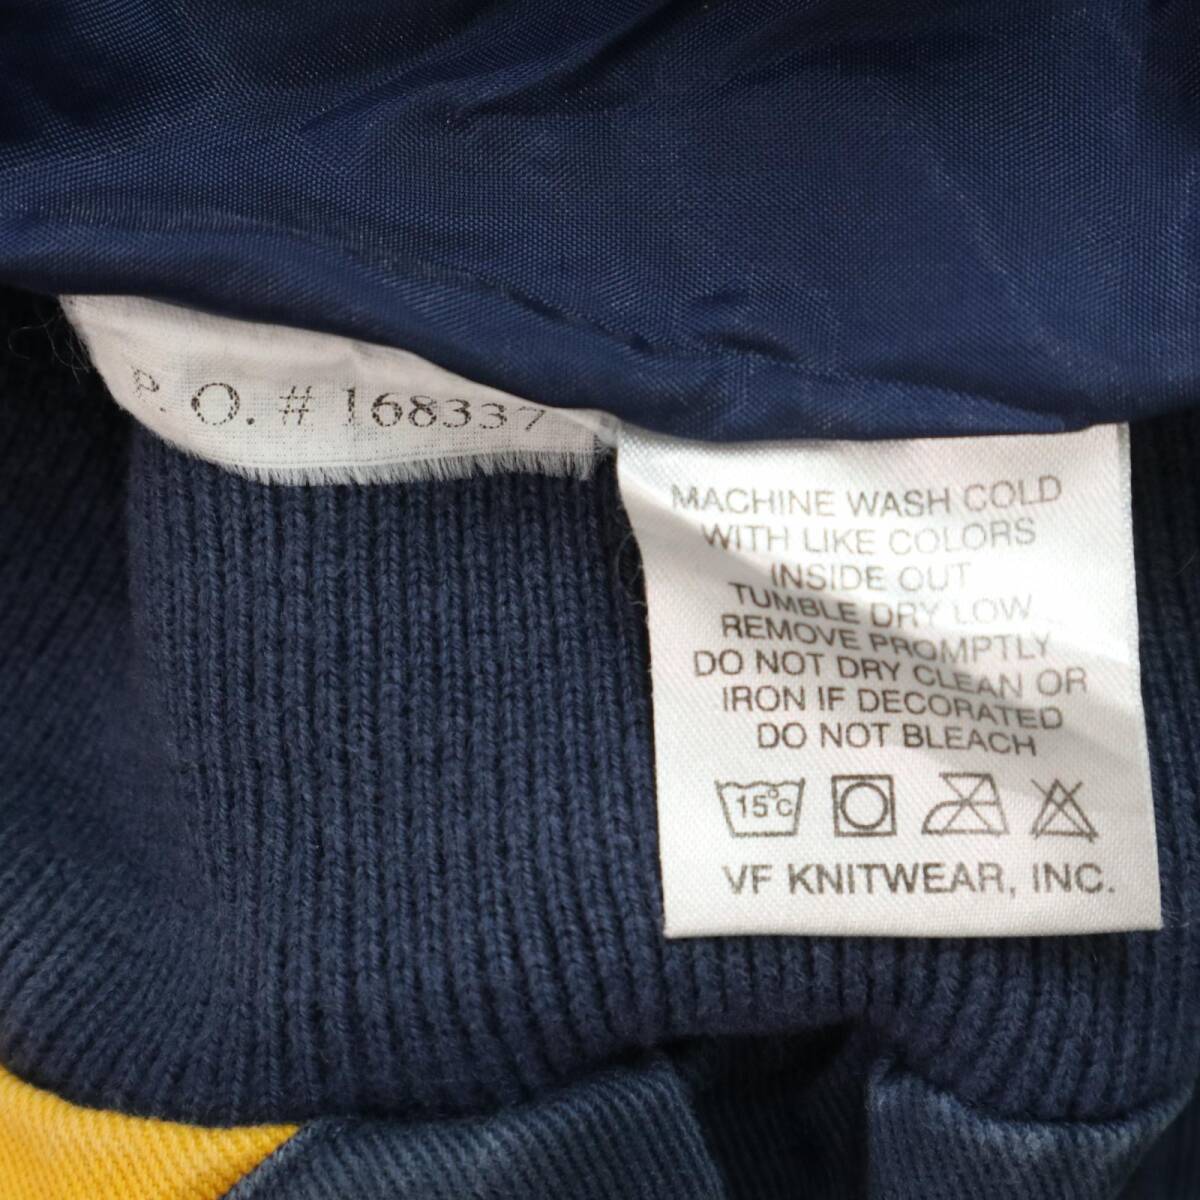 P. O. # 168337
MACHINE WASH COLD
WITH LIKE COLORS
INSIDE OUT
TUMBLE DRY LOW
REMOVE PROMPTLY
DO NOT DRY CLEAN OR
IRON IF DECORATED
DO NOT BLEACH
15°C
VF KNITWEAR, INC.